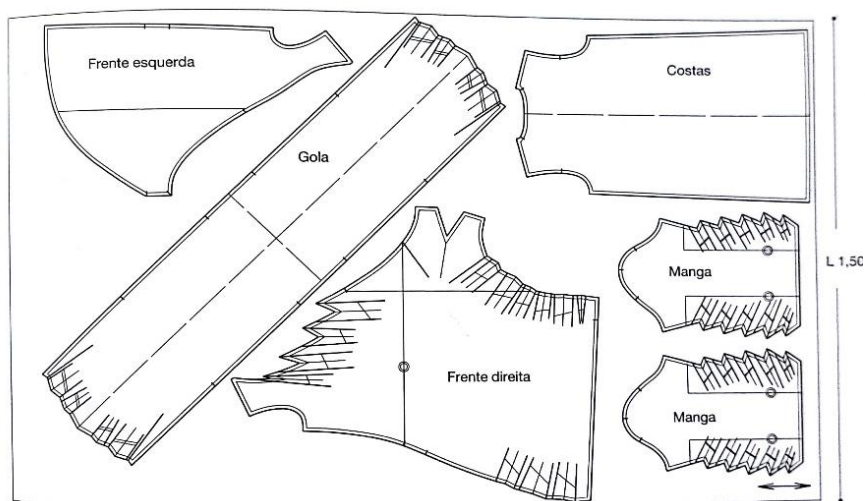 Frente esquerda
Costas
Gola
Manga
L 1,50
Frente direita
Manga